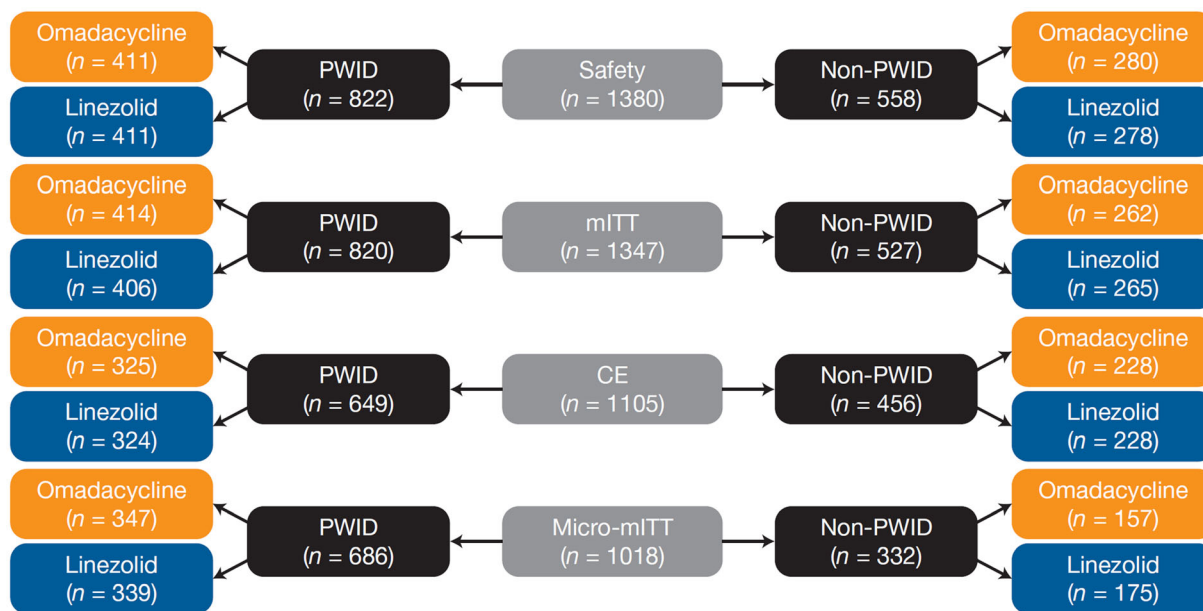 Omadacycline
(n = 411)
Linezolid
(n = 411)
PWID
(n = 822)
Safety
(n = 1380)
Non-PWID
(n = 558)
Omadacycline
(n = 280)
Linezolid
(n = 278)
Omadacycline
(n = 414)
Linezolid
(n = 406)
PWID
(n = 820)
mITT
(n = 1347)
Non-PWID
(n = 527)
Omadacycline
(n = 262)
Linezolid
(n = 265)
Omadacycline
(n = 325)
Linezolid
(n = 324)
PWID
(n = 649)
CE
(n = 1105)
Non-PWID
(n = 456)
Omadacycline
(n = 228)
Linezolid
(n = 228)
Omadacycline
(n = 347)
Linezolid
(n = 339)
PWID
(n = 686)
Micro-mITT
(n = 1018)
Non-PWID
(n = 332)
Omadacycline
(n = 157)
Linezolid
(n = 175)